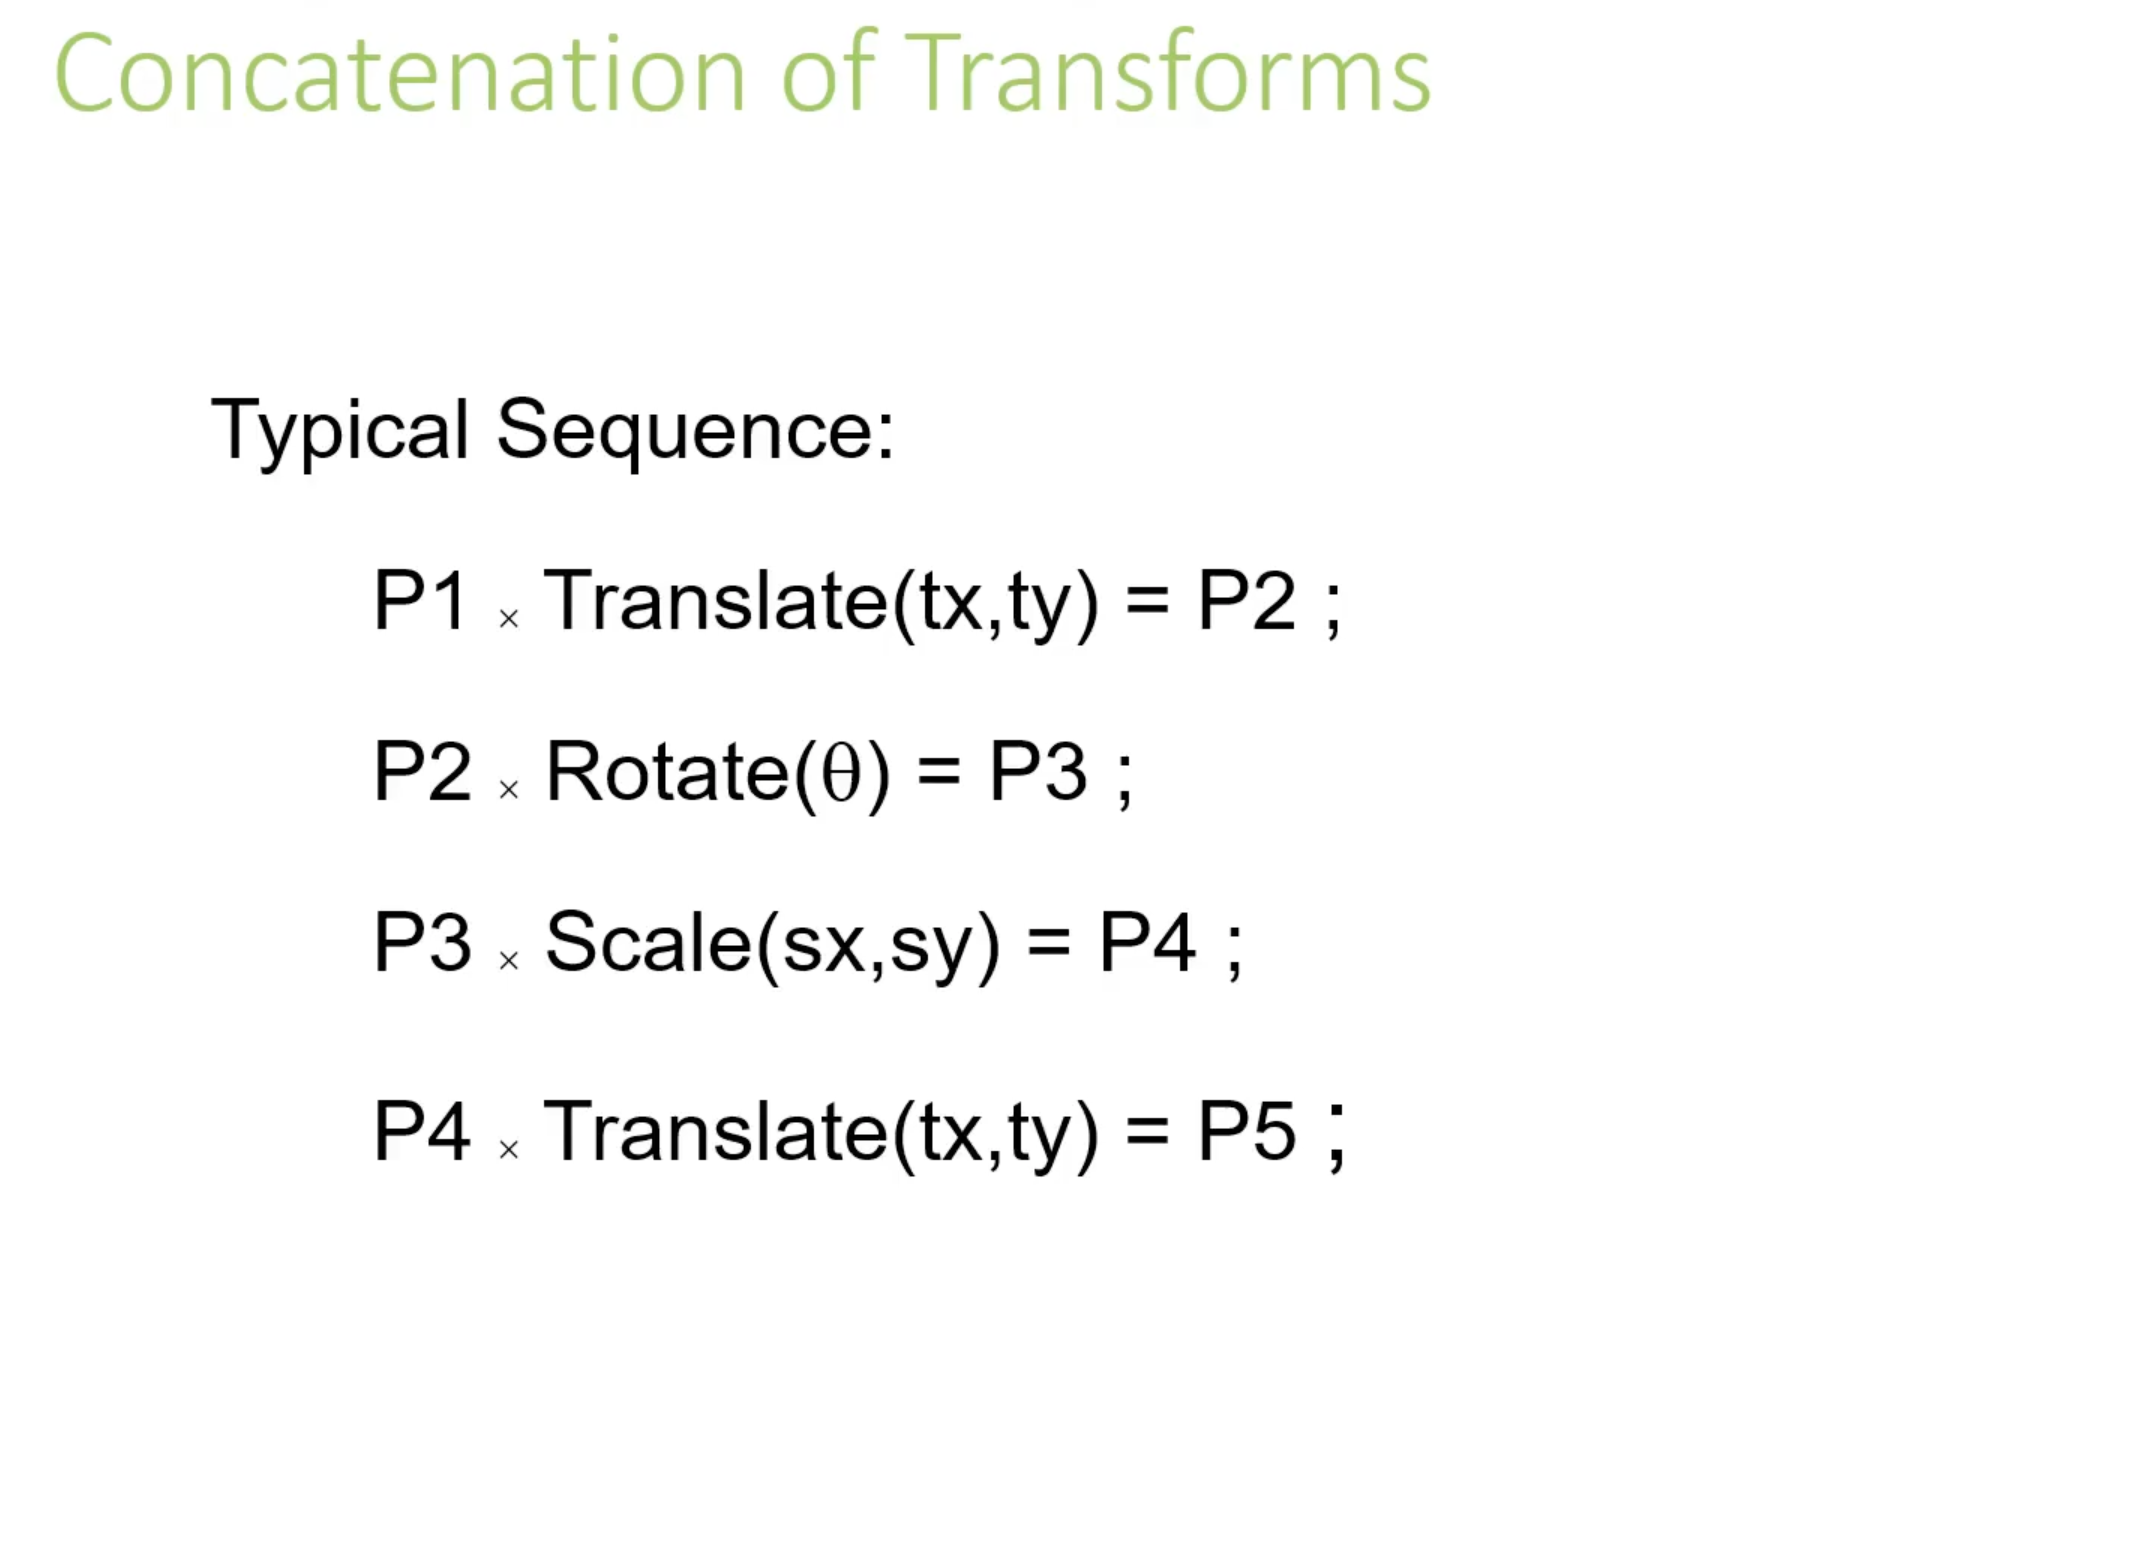 Concatenation of Transforms
Typical Sequence:
P1 × Translate(tx,ty) = P2 ;
P2 × Rotate(θ) = P3 ;
P3 × Scale(sx,sy) = P4 ;
P4 × Translate(tx,ty) = P5 ;